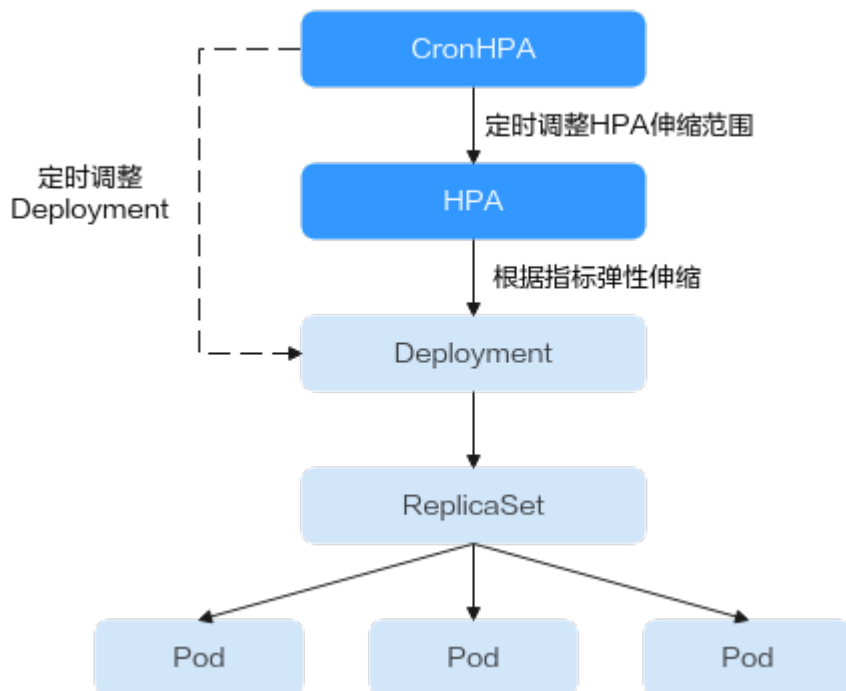 CronHPA
定时调整HPA伸缩范围
定时调整
Deployment
HPA
根据指标弹性伸缩
Deployment
ReplicaSet
Pod
Pod
Pod